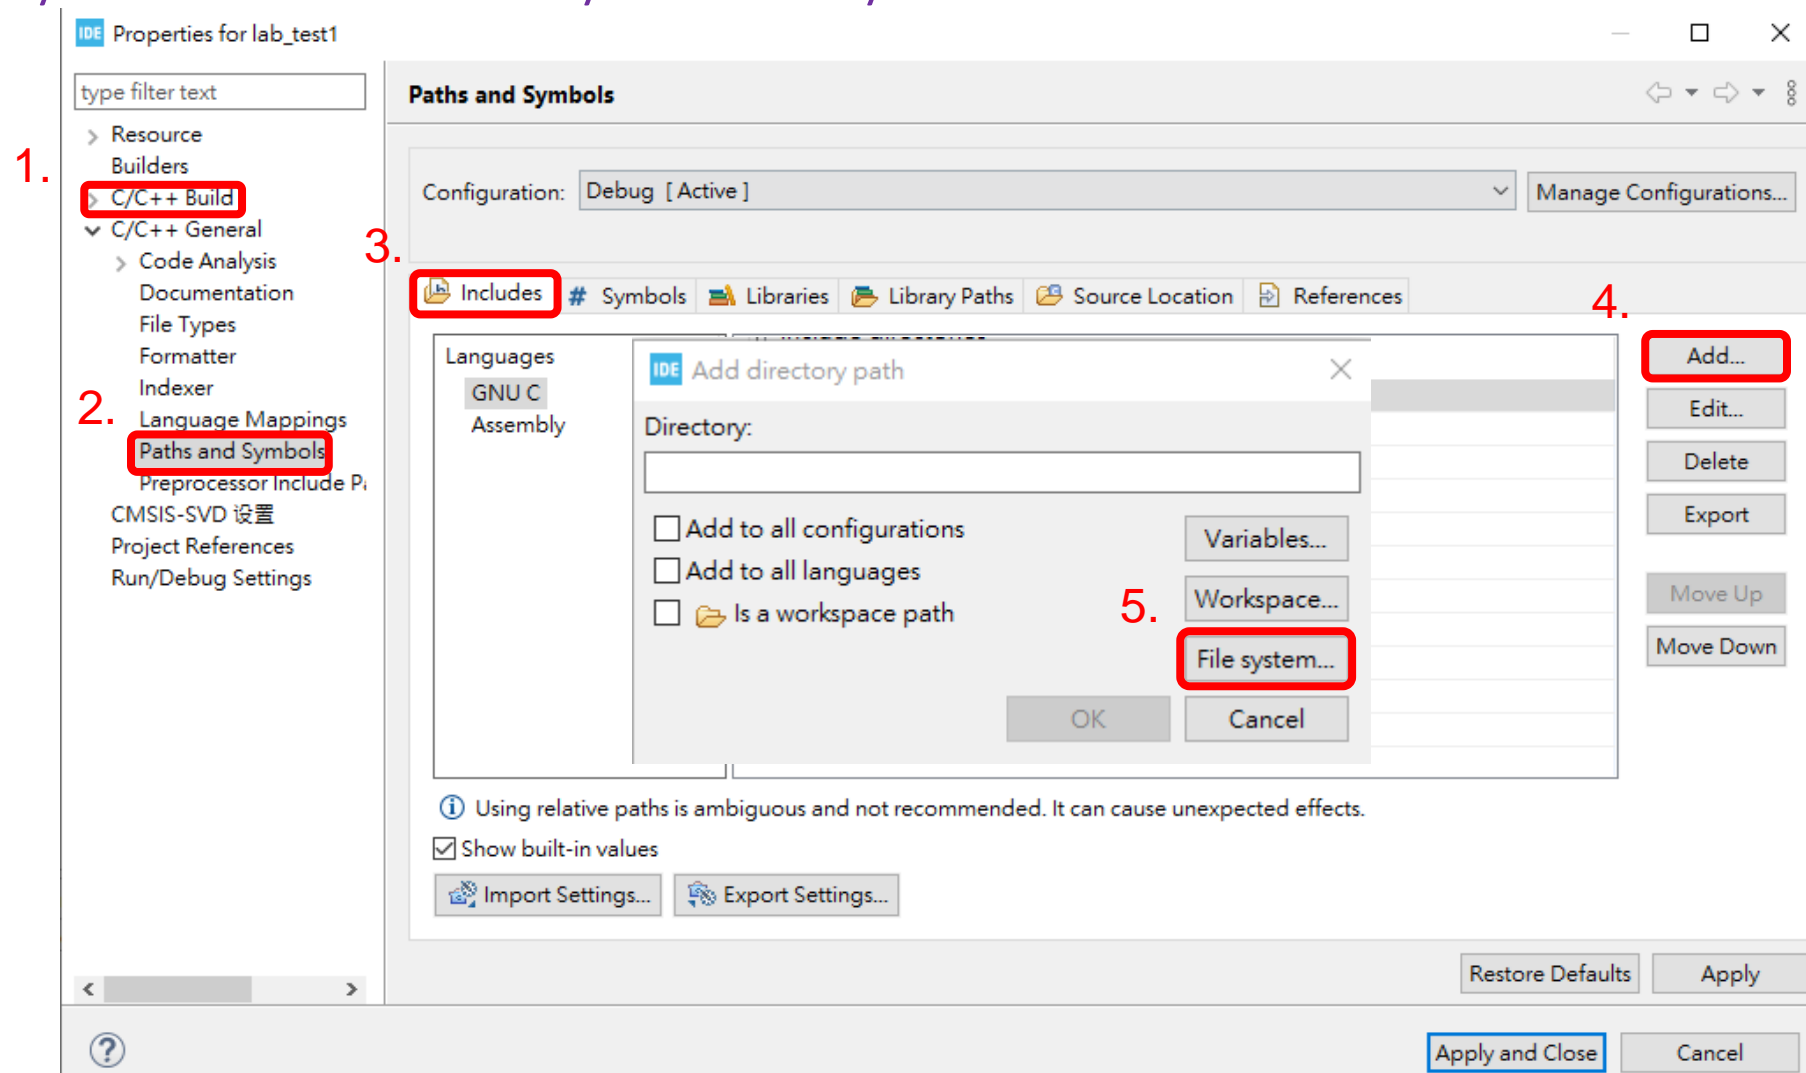 IDE Properties for lab_test1
type filter text
Paths and Symbols
Resource
1.
Builders
C/C++ Build
C/C++ General
Code Analysis
Documentation
File Types
Formatter
Indexer
2.
Language Mappings
Paths and Symbols
Preprocessor Include
CMSIS-SVD 设置
Project References
Run/Debug Settings
Configuration: Debug [ Active ]
Manage Configurations...
3.
Includes # Symbols Libraries Library Paths Source Location References
4.
Languages
GNU C
Assembly
IDE Add directory path
Directory:
Add to all configurations
Add to all languages
Is a workspace path
Variables...
5.
Workspace...
File system...
OK Cancel
Add...
Edit...
Delete
Export
Move Up
Move Down
Using relative paths is ambiguous and not recommended. It can cause unexpected effects.
Show built-in values
Import Settings... Export Settings...
Restore Defaults Apply
Apply and Close Cancel